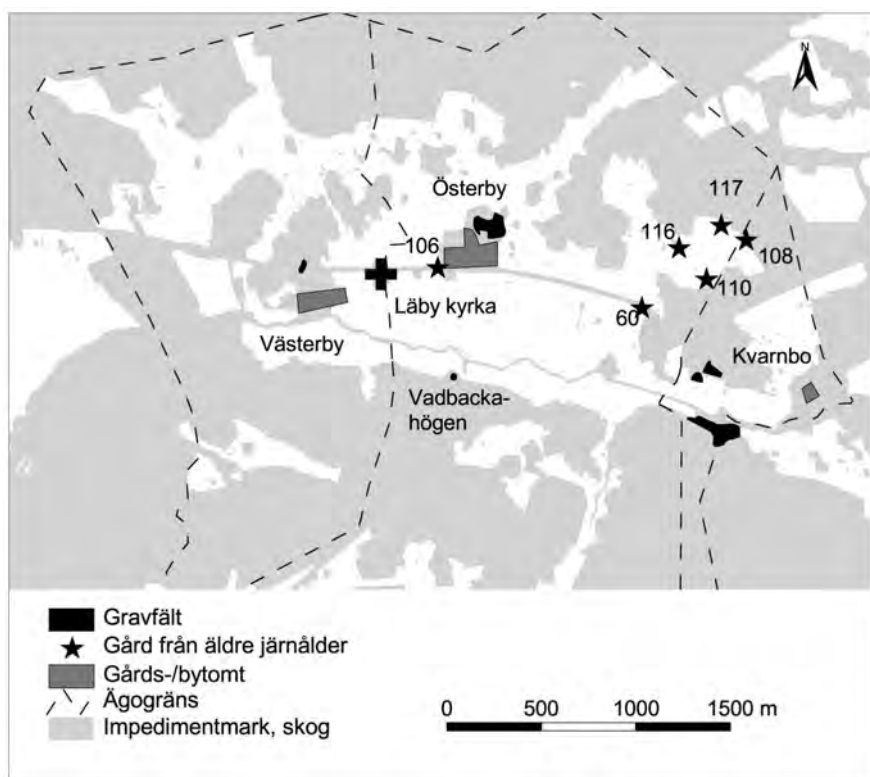 N
117
Österby
116
106
108
110
Läby kyrka
60
Västerby
Kvarnbo
Vadbacka-
högen
Gravfält
Gård från äldre järnålder
Gårds-/bytomt
Ägogräns
Impedimentmark, skog
0 500 1000 1500 m